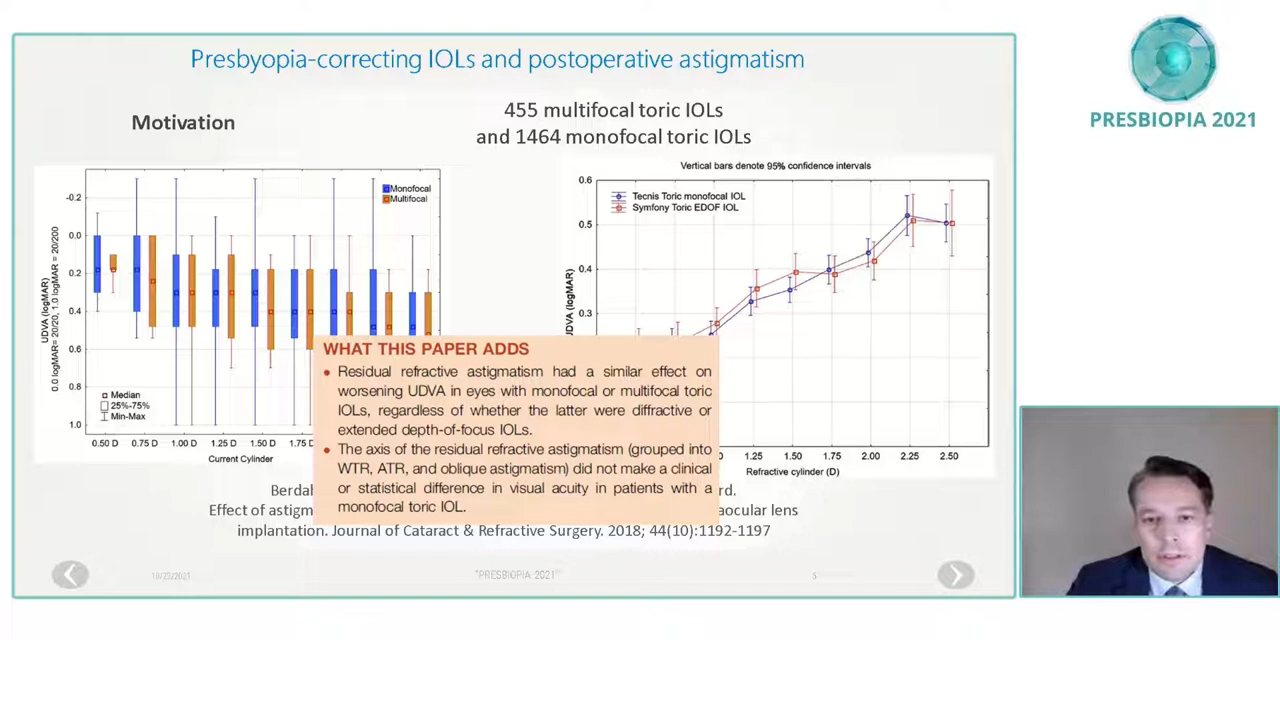 Presbyopia-correcting IOLs and postoperative astigmatism
PRESBIOPIA 2021
Motivation
455 multifocal toric IOLs
and 1464 monofocal toric IOLs
Monofocal
Multifocal
-0.2
0.0
0.2
0.4
0.6
0.8
1.0
UDVA (logMAR)
0.0 logMAR= 20/20, 1.0 logMAR = 20/200
Median
25%-75%
Min-Max
0.50 D
0.75 D
1.00 D
1.25 D
1.50 D
1.75 D
Current Cylinder
Vertical bars denote 95% confidence intervals
Tecnis Toric monofocal IOL
Symfony Toric EDOF IOL
0.6
0.5
0.4
0.3
UDVA (logMAR)
1.00
1.25
1.50
1.75
2.00
2.25
2.50
Refractive cylinder (D)
WHAT THIS PAPER ADDS
• Residual refractive astigmatism had a similar effect on
worsening UDVA in eyes with monofocal or multifocal toric
IOLs, regardless of whether the latter were diffractive or
extended depth-of-focus IOLs.
• The axis of the residual refractive astigmatism (grouped into
WTR, ATR, and oblique astigmatism) did not make a clinical
or statistical difference in visual acuity in patients with a
monofocal toric IOL.
Berdah rd.
Effect of astigm aocular lens
implantation. Journal of Cataract & Refractive Surgery. 2018; 44(10):1192-1197
10/22/2021
"PRESBIOPIA 2021"
5